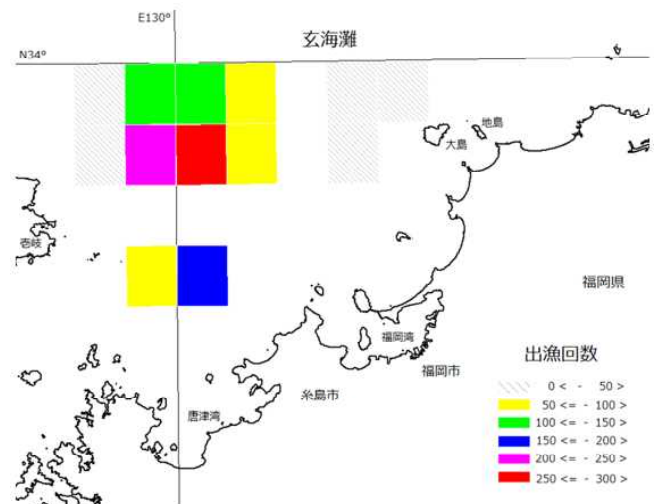 E130°
玄海灘
N34°
地島
大島
壱岐
福岡県
福岡湾
福岡市
糸島市
唐津湾
出漁回数
0 < - 50 >
50 <= - 100 >
100 <= - 150 >
150 <= - 200 >
200 <= - 250 >
250 <= - 300 >